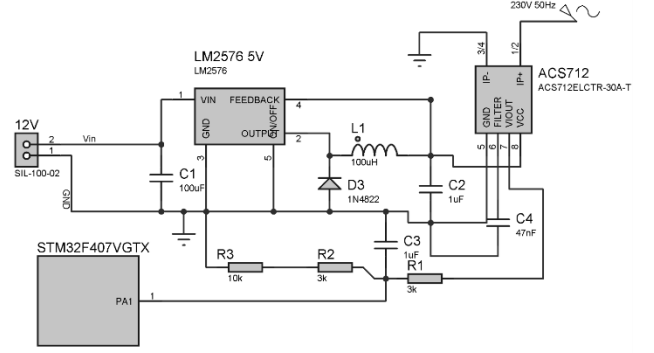 230V 50Hz
LM2576 5V
LM2576
ACS712
ACS712ELCTR-30A-T
3/4
1/2
IP-
IP+
GND
FILTER
VIOUT
VCC
5
6
7
8
1
VIN
FEEDBACK
4
GND
ON/OFF
OUTPUT
2
3
5
12V
2
Vin
1
SIL-100-02
GND
C1
100uF
L1
100uH
D3
1N4822
C2
1uF
C4
47nF
C3
1uF
R3
10k
R2
3k
R1
3k
STM32F407VGTX
PA1
1